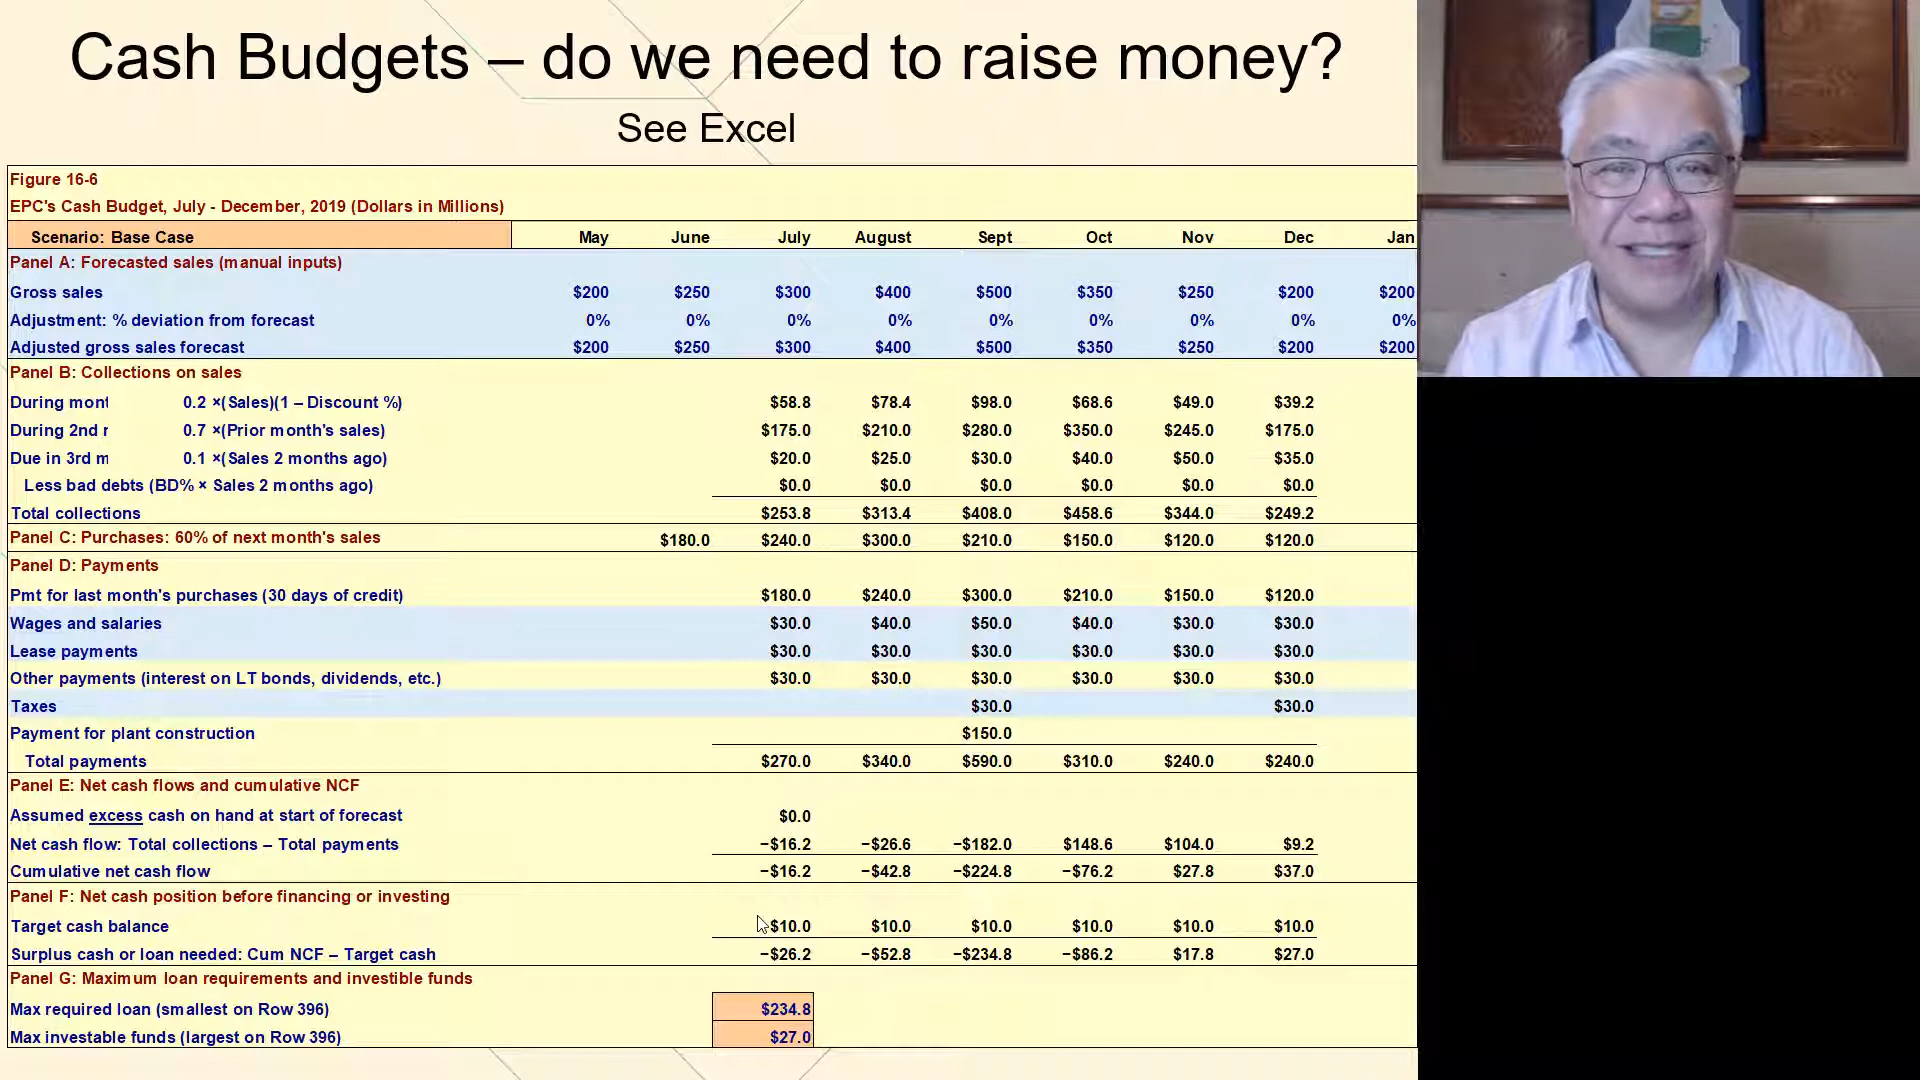 Cash Budgets – do we need to raise money?
See Excel
Figure 16-6
EPC's Cash Budget, July - December, 2019 (Dollars in Millions)
Scenario: Base Case May June July August Sept Oct Nov Dec Jan
Panel A: Forecasted sales (manual inputs)
Gross sales $200 $250 $300 $400 $500 $350 $250 $200 $200
Adjustment: % deviation from forecast 0% 0% 0% 0% 0% 0% 0% 0% 0%
Adjusted gross sales forecast $200 $250 $300 $400 $500 $350 $250 $200 $200
Panel B: Collections on sales
During mont 0.2 ×(Sales)(1 – Discount %) $58.8 $78.4 $98.0 $68.6 $49.0 $39.2
During 2nd r 0.7 ×(Prior month's sales) $175.0 $210.0 $280.0 $350.0 $245.0 $175.0
Due in 3rd m 0.1 ×(Sales 2 months ago) $20.0 $25.0 $30.0 $40.0 $50.0 $35.0
Less bad debts (BD% × Sales 2 months ago) $0.0 $0.0 $0.0 $0.0 $0.0 $0.0
Total collections $253.8 $313.4 $408.0 $458.6 $344.0 $249.2
Panel C: Purchases: 60% of next month's sales $180.0 $240.0 $300.0 $210.0 $150.0 $120.0 $120.0
Panel D: Payments
Pmt for last month's purchases (30 days of credit) $180.0 $240.0 $300.0 $210.0 $150.0 $120.0
Wages and salaries $30.0 $40.0 $50.0 $40.0 $30.0 $30.0
Lease payments $30.0 $30.0 $30.0 $30.0 $30.0 $30.0
Other payments (interest on LT bonds, dividends, etc.) $30.0 $30.0 $30.0 $30.0 $30.0 $30.0
Taxes $30.0 $30.0
Payment for plant construction $150.0
Total payments $270.0 $340.0 $590.0 $310.0 $240.0 $240.0
Panel E: Net cash flows and cumulative NCF
Assumed excess cash on hand at start of forecast $0.0
Net cash flow: Total collections – Total payments −$16.2 −$26.6 −$182.0 $148.6 $104.0 $9.2
Cumulative net cash flow −$16.2 −$42.8 −$224.8 −$76.2 $27.8 $37.0
Panel F: Net cash position before financing or investing
Target cash balance $10.0 $10.0 $10.0 $10.0 $10.0 $10.0
Surplus cash or loan needed: Cum NCF – Target cash −$26.2 −$52.8 −$234.8 −$86.2 $17.8 $27.0
Panel G: Maximum loan requirements and investible funds
Max required loan (smallest on Row 396) $234.8
Max investable funds (largest on Row 396) $27.0